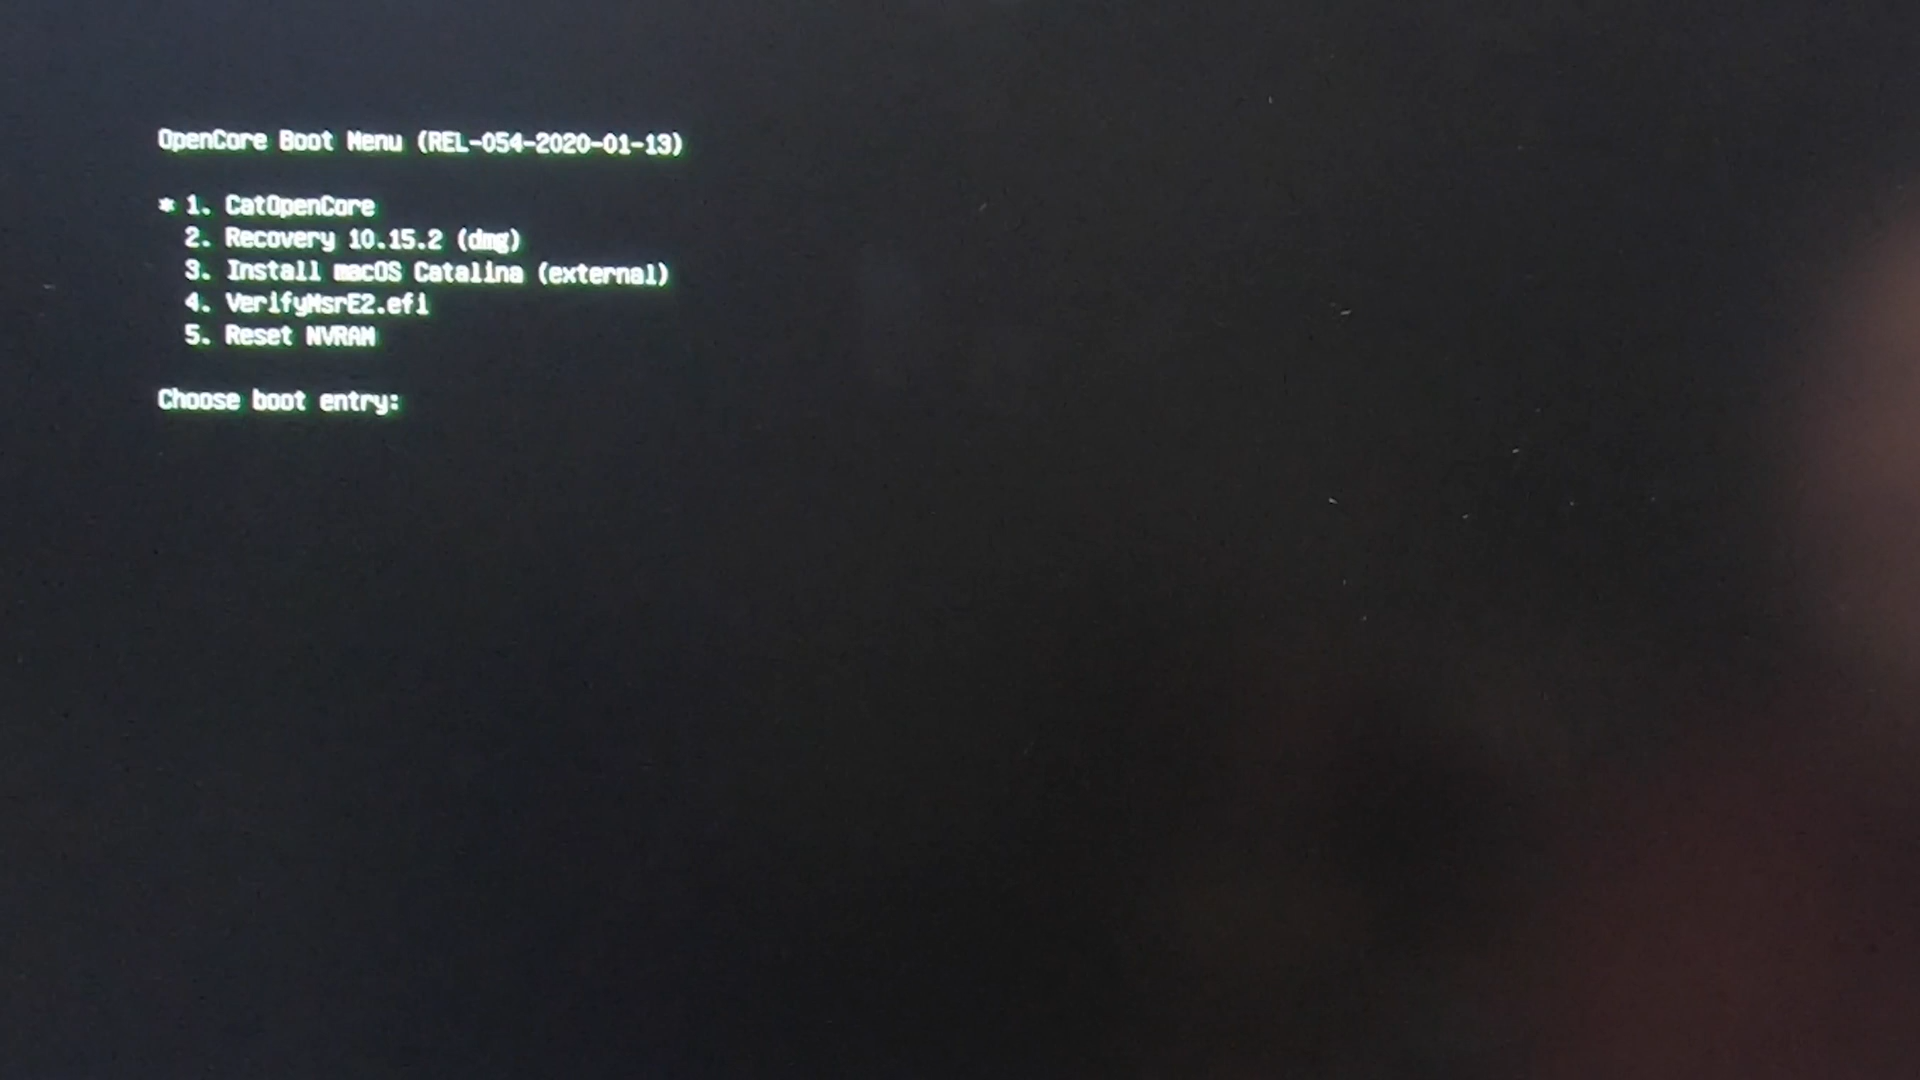 OpenCore Boot Menu (REL-054-2020-01-13)
* 1. CatOpenCore
2. Recovery 10.15.2 (dmg)
3. Install macOS Catalina (external)
4. VerifyMsrE2.efi
5. Reset NVRAM
Choose boot entry: